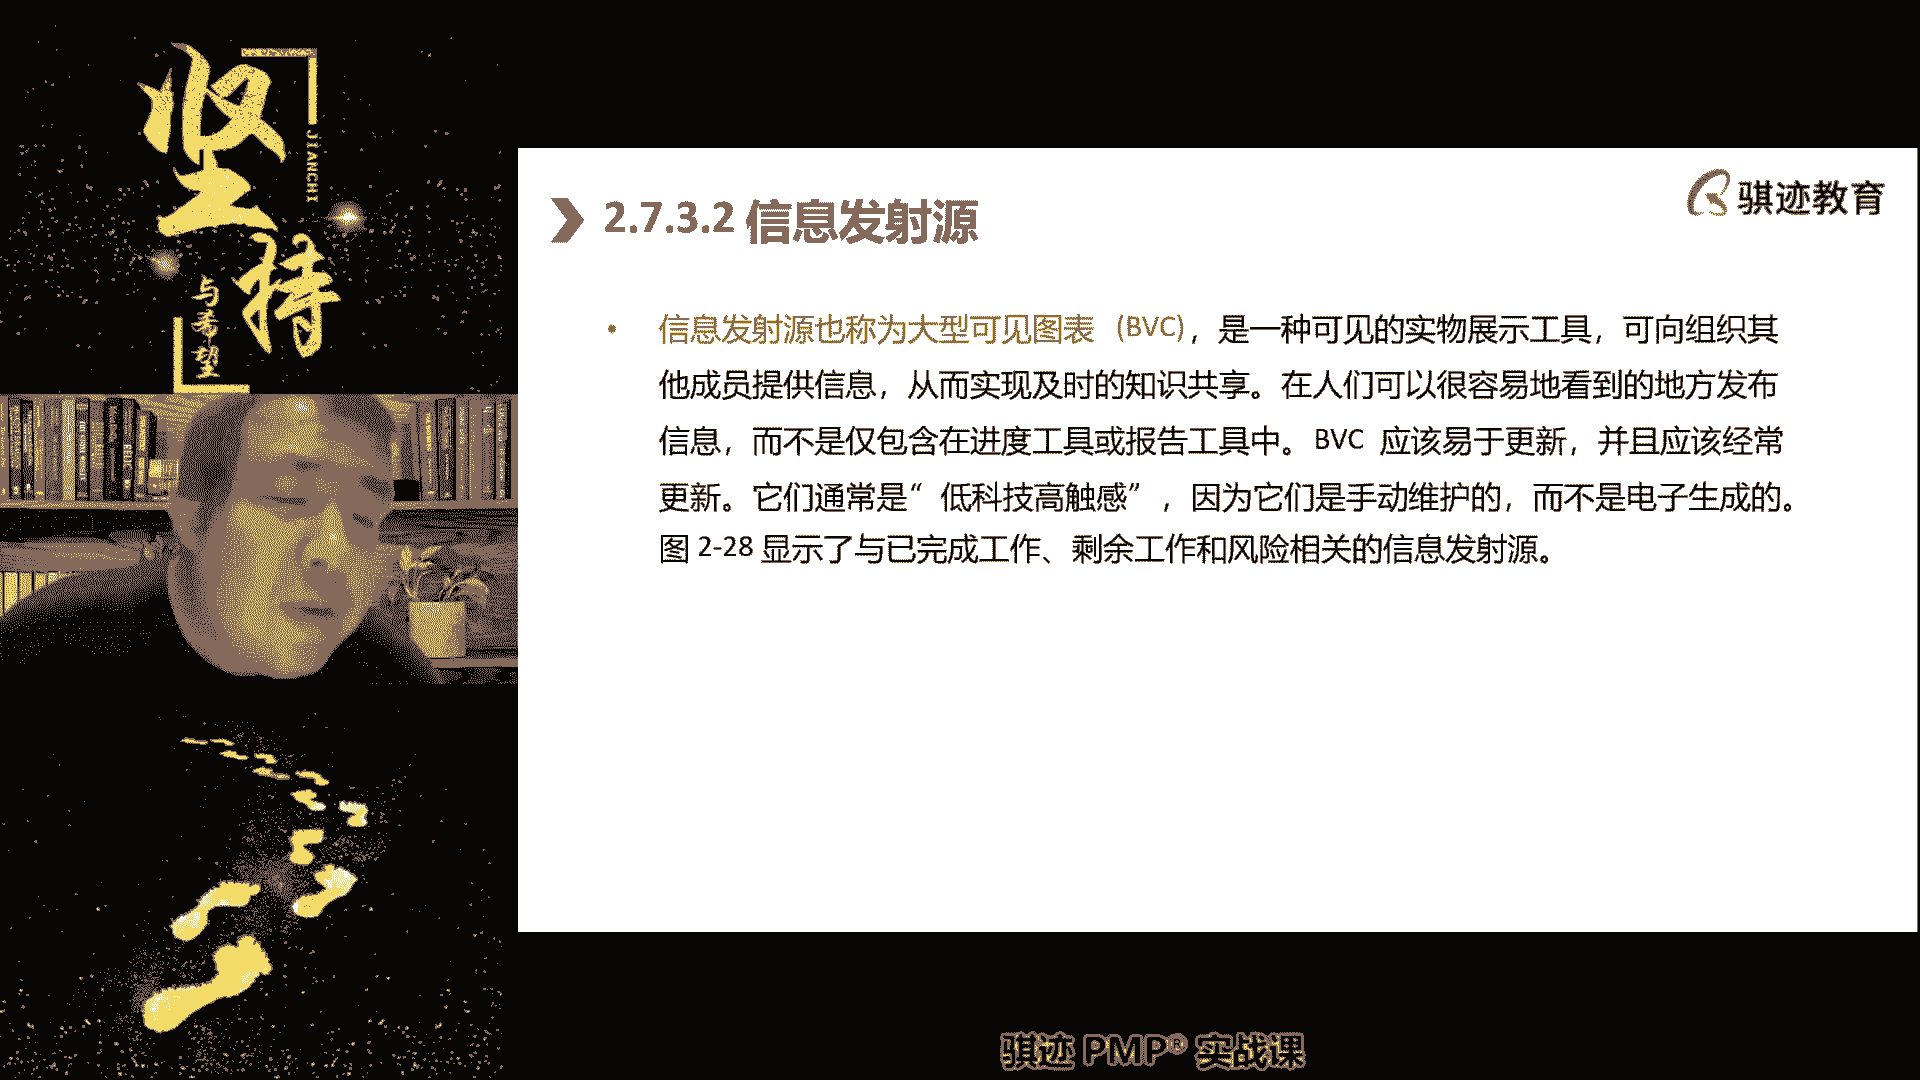 坚持
JIANCHI
与希望
骐迹教育
2.7.3.2 信息发射源
• 信息发射源也称为大型可见图表 (BVC)，是一种可见的实物展示工具，可向组织其
他成员提供信息，从而实现及时的知识共享。在人们可以很容易地看到的地方发布
信息，而不是仅包含在进度工具或报告工具中。BVC 应该易于更新，并且应该经常
更新。它们通常是“低科技高触感”，因为它们是手动维护的，而不是电子生成的。
图 2-28 显示了与已完成工作、剩余工作和风险相关的信息发射源。
骐迹 PMP® 实战课